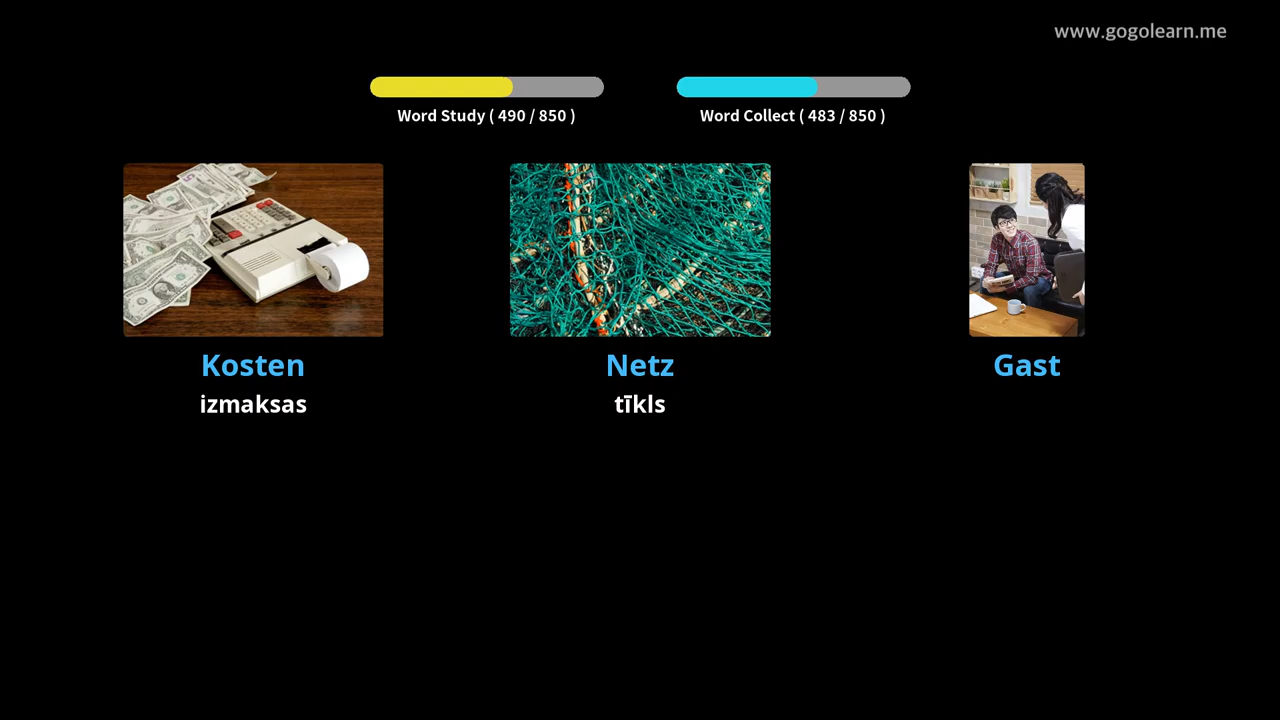 www.gogolearn.me
Word Study ( 490 / 850 )
Word Collect ( 483 / 850 )
Kosten
izmaksas
Netz
tīkls
Gast